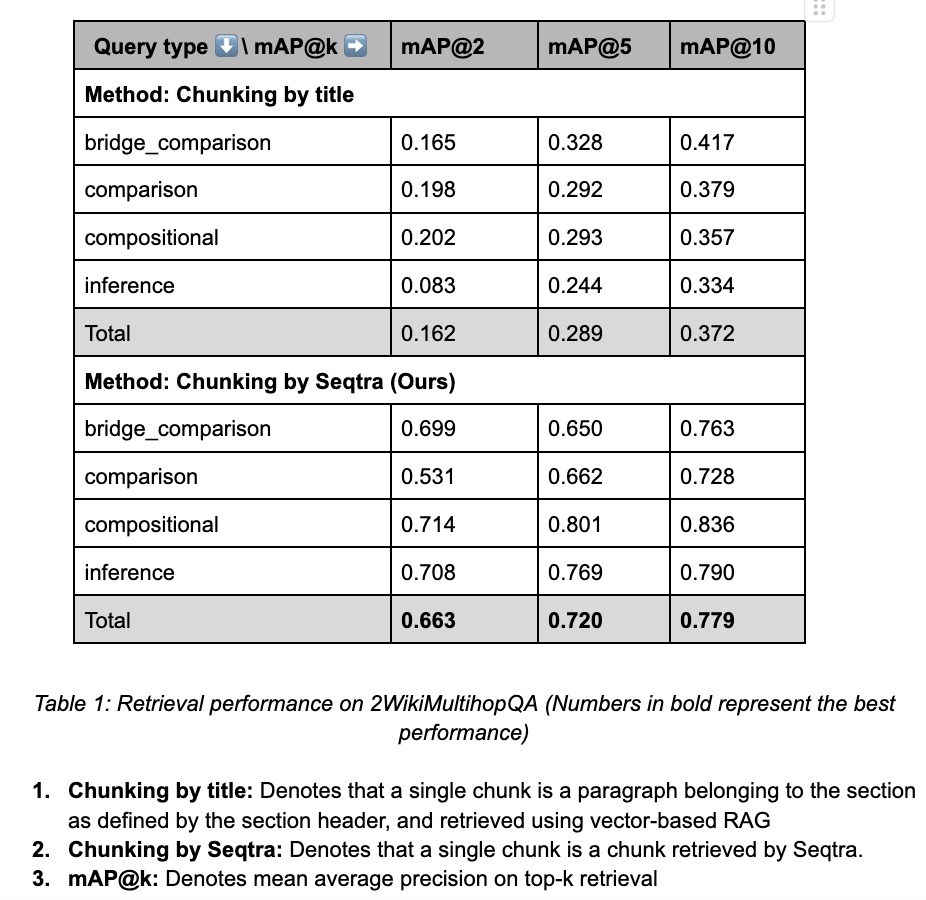 Query type ⬇️ \ mAP@k ➡️ mAP@2 mAP@5 mAP@10
Method: Chunking by title
bridge_comparison 0.165 0.328 0.417
comparison 0.198 0.292 0.379
compositional 0.202 0.293 0.357
inference 0.083 0.244 0.334
Total 0.162 0.289 0.372
Method: Chunking by Seqtra (Ours)
bridge_comparison 0.699 0.650 0.763
comparison 0.531 0.662 0.728
compositional 0.714 0.801 0.836
inference 0.708 0.769 0.790
Total 0.663 0.720 0.779
Table 1: Retrieval performance on 2WikiMultihopQA (Numbers in bold represent the best
performance)
1. Chunking by title: Denotes that a single chunk is a paragraph belonging to the section
as defined by the section header, and retrieved using vector-based RAG
2. Chunking by Seqtra: Denotes that a single chunk is a chunk retrieved by Seqtra.
3. mAP@k: Denotes mean average precision on top-k retrieval